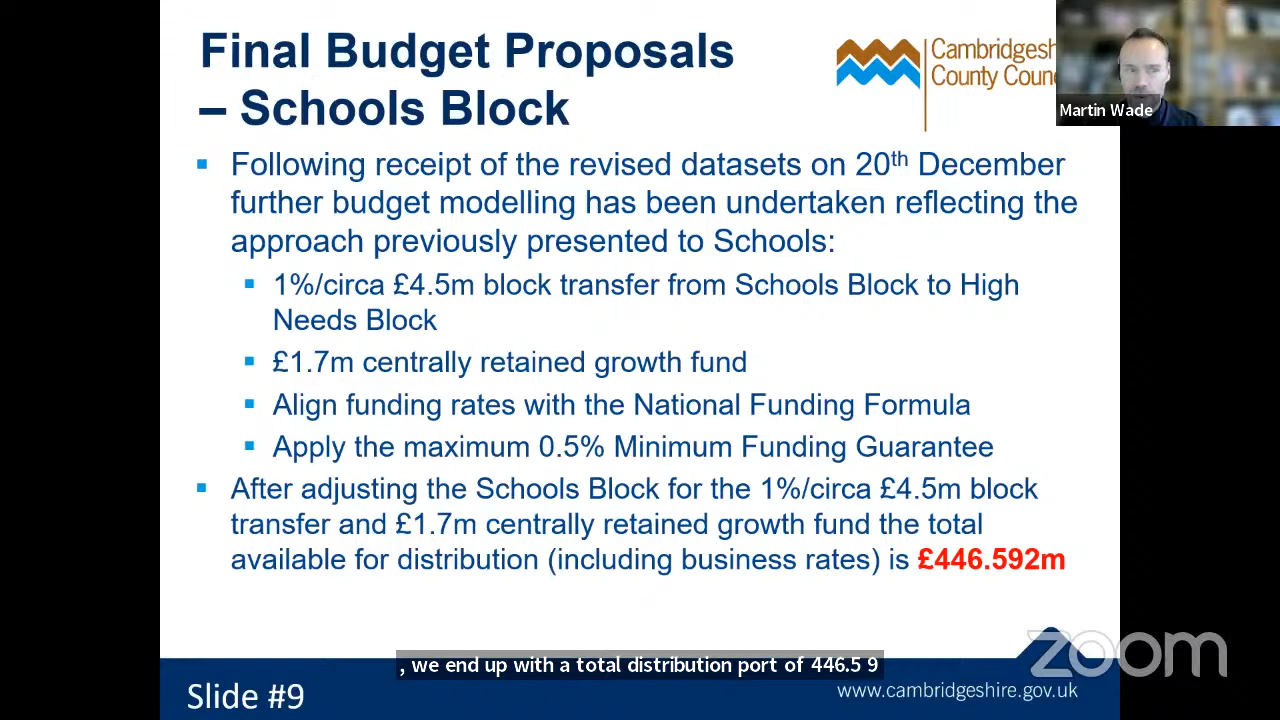 Final Budget Proposals
– Schools Block
Cambridgesh
County Counc
Martin Wade
▪ Following receipt of the revised datasets on 20th December
further budget modelling has been undertaken reflecting the
approach previously presented to Schools:
▪ 1%/circa £4.5m block transfer from Schools Block to High
Needs Block
▪ £1.7m centrally retained growth fund
▪ Align funding rates with the National Funding Formula
▪ Apply the maximum 0.5% Minimum Funding Guarantee
▪ After adjusting the Schools Block for the 1%/circa £4.5m block
transfer and £1.7m centrally retained growth fund the total
available for distribution (including business rates) is £446.592m
, we end up with a total distribution port of 446.5 9
zoom
Slide #9
www.cambridgeshire.gov.uk